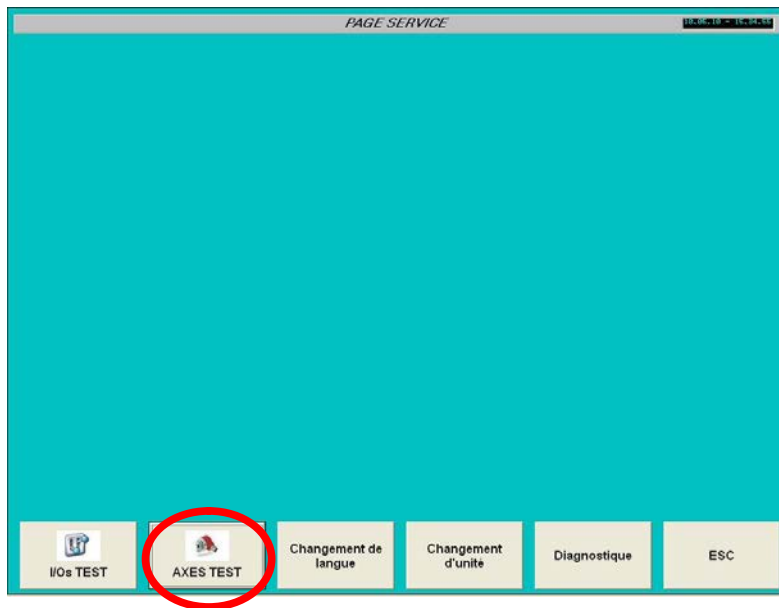 PAGE SERVICE
I/Os TEST
AXES TEST
Changement de
langue
Changement
d'unité
Diagnostique
ESC